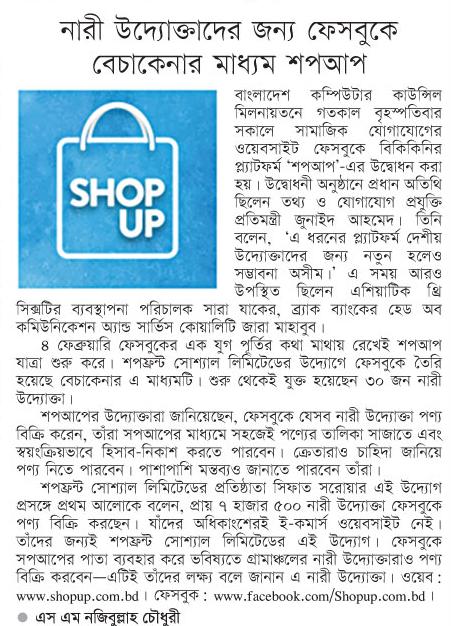 নারী উদ্যোক্তাদের জন্য ফেসবুকে
বেচাকেনার মাধ্যম শপআপ
SHOP
UP
বাংলাদেশ কম্পিউটার কাউন্সিল
মিলনায়তনে গতকাল বৃহস্পতিবার
সকালে সামাজিক যোগাযোগের
ওয়েবসাইট ফেসবুকে বিকিকিনির
প্ল্যাটফর্ম ‘শপআপ’-এর উদ্বোধন করা
হয়। উদ্বোধনী অনুষ্ঠানে প্রধান অতিথি
ছিলেন তথ্য ও যোগাযোগ প্রযুক্তি
প্রতিমন্ত্রী জুনাইদ আহমেদ। তিনি
বলেন, ‘এ ধরনের প্ল্যাটফর্ম দেশীয়
উদ্যোক্তাদের জন্য নতুন হলেও
সম্ভাবনা অসীম।’ এ সময় আরও
উপস্থিত ছিলেন এশিয়াটিক থ্রি
সিক্সটির ব্যবস্থাপনা পরিচালক সারা যাকের, ব্র্যাক ব্যাংকের হেড অব
কমিউনিকেশন অ্যান্ড সার্ভিস কোয়ালিটি জারা মাহাবুব।
৪ ফেব্রুয়ারি ফেসবুকের এক যুগ পূর্তির কথা মাথায় রেখেই শপআপ
যাত্রা শুরু করে। শপফ্রন্ট সোশ্যাল লিমিটেডের উদ্যোগে ফেসবুকে তৈরি
হয়েছে বেচাকেনার এ মাধ্যমটি। শুরু থেকেই যুক্ত হয়েছেন ৩০ জন নারী
উদ্যোক্তা।
শপআপের উদ্যোক্তারা জানিয়েছেন, ফেসবুকে যেসব নারী উদ্যোক্তা পণ্য
বিক্রি করেন, তাঁরা সপআপের মাধ্যমে সহজেই পণ্যের তালিকা সাজাতে এবং
স্বয়ংক্রিয়ভাবে হিসাব-নিকাশ করতে পারবেন। ক্রেতারাও চাহিদা জানিয়ে
পণ্য নিতে পারবেন। পাশাপাশি মন্তব্যও জানাতে পারবেন তাঁরা।
শপফ্রন্ট সোশ্যাল লিমিটেডের প্রতিষ্ঠাতা সিফাত সরোয়ার এই উদ্যোগ
প্রসঙ্গে প্রথম আলোকে বলেন, প্রায় ৭ হাজার ৫০০ নারী উদ্যোক্তা ফেসবুকে
পণ্য বিক্রি করছেন। যাঁদের অধিকাংশেরই ই-কমার্স ওয়েবসাইট নেই।
তাঁদের জন্যই শপফ্রন্ট সোশ্যাল লিমিটেডের এই উদ্যোগ। ফেসবুকে
সপআপের পাতা ব্যবহার করে ভবিষ্যতে গ্রামাঞ্চলের নারী উদ্যোক্তারাও পণ্য
বিক্রি করবেন—এটিই তাঁদের লক্ষ্য বলে জানান এ নারী উদ্যোক্তা। ওয়েব :
www.shopup.com.bd। ফেসবুক : www.facebook.com/Shopup.com.bd।
● এস এম নজিবুল্লাহ চৌধুরী